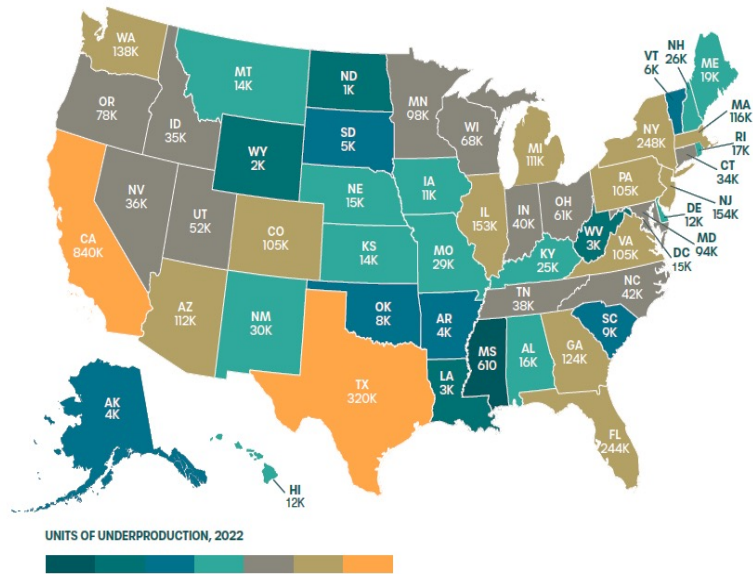 WA
138K
MT
14K
ND
1K
MN
98K
VT
6K
NH
26K
ME
19K
OR
78K
ID
35K
WY
2K
SD
5K
WI
68K
MI
111K
NY
248K
MA
116K
RI
17K
CT
34K
NJ
154K
DE
12K
MD
94K
DC
15K
NV
36K
UT
52K
CO
105K
NE
15K
IA
11K
IL
153K
IN
40K
OH
61K
PA
105K
WV
3K
VA
105K
CA
840K
KS
14K
MO
29K
KY
25K
AZ
112K
NM
30K
OK
8K
AR
4K
TN
38K
NC
42K
SC
9K
TX
320K
LA
3K
MS
610
AL
16K
GA
124K
FL
244K
AK
4K
HI
12K
UNITS OF UNDERPRODUCTION, 2022